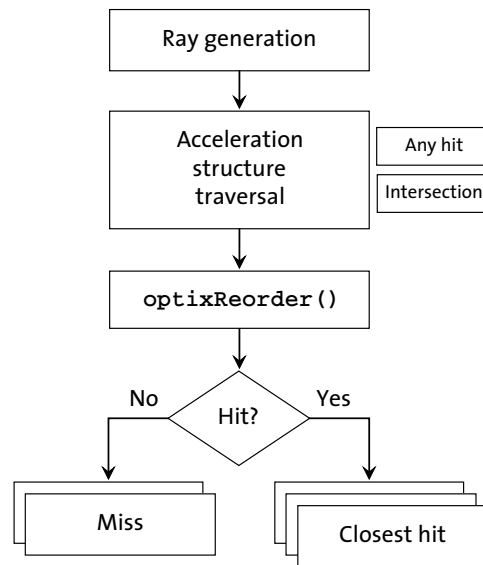 Ray generation
Acceleration
structure
traversal
Any hit
Intersection
optixReorder()
Hit?
No
Yes
Miss
Closest hit